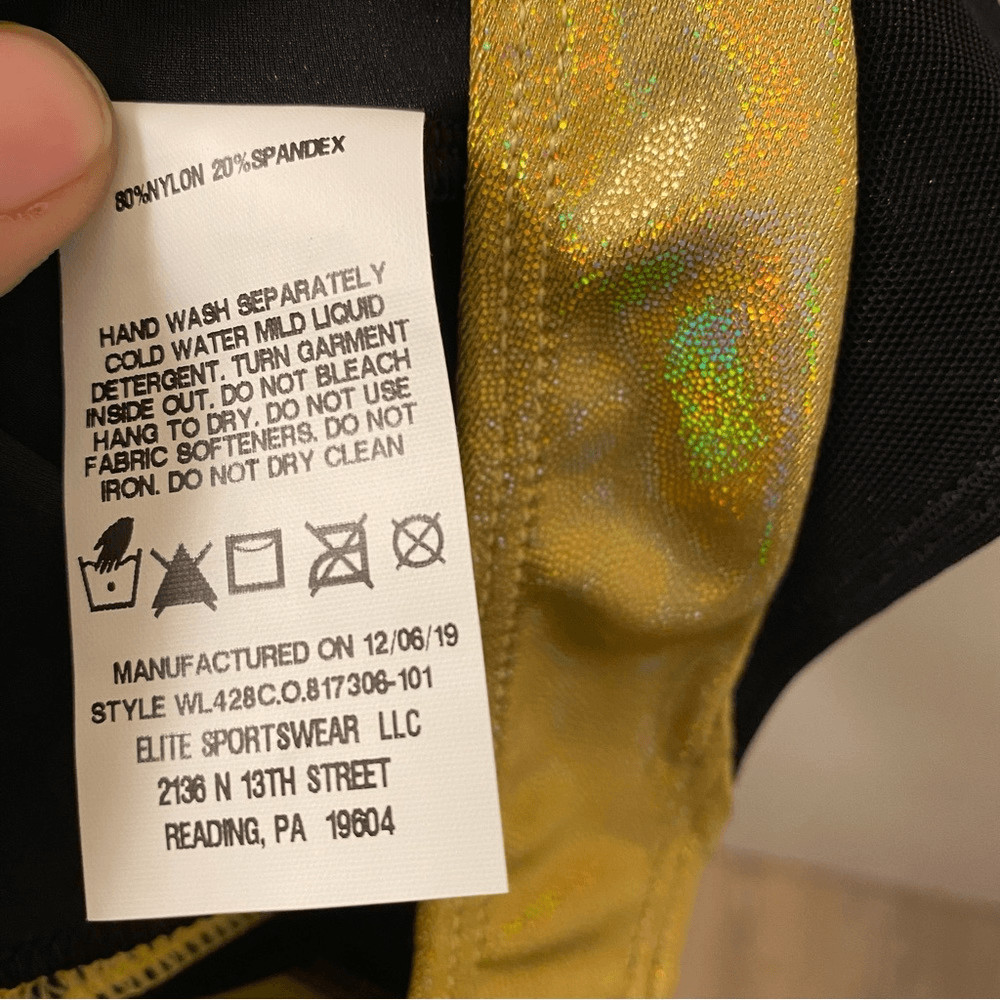 80%NYLON 20%SPANDEX
HAND WASH SEPARATELY
COLD WATER MILD LIQUID
DETERGENT. TURN GARMENT
INSIDE OUT. DO NOT BLEACH
HANG TO DRY. DO NOT USE
FABRIC SOFTENERS. DO NOT
IRON. DO NOT DRY CLEAN
MANUFACTURED ON 12/06/19
STYLE WL428C.O.817306-101
ELITE SPORTSWEAR LLC
2136 N 13TH STREET
READING, PA 19604